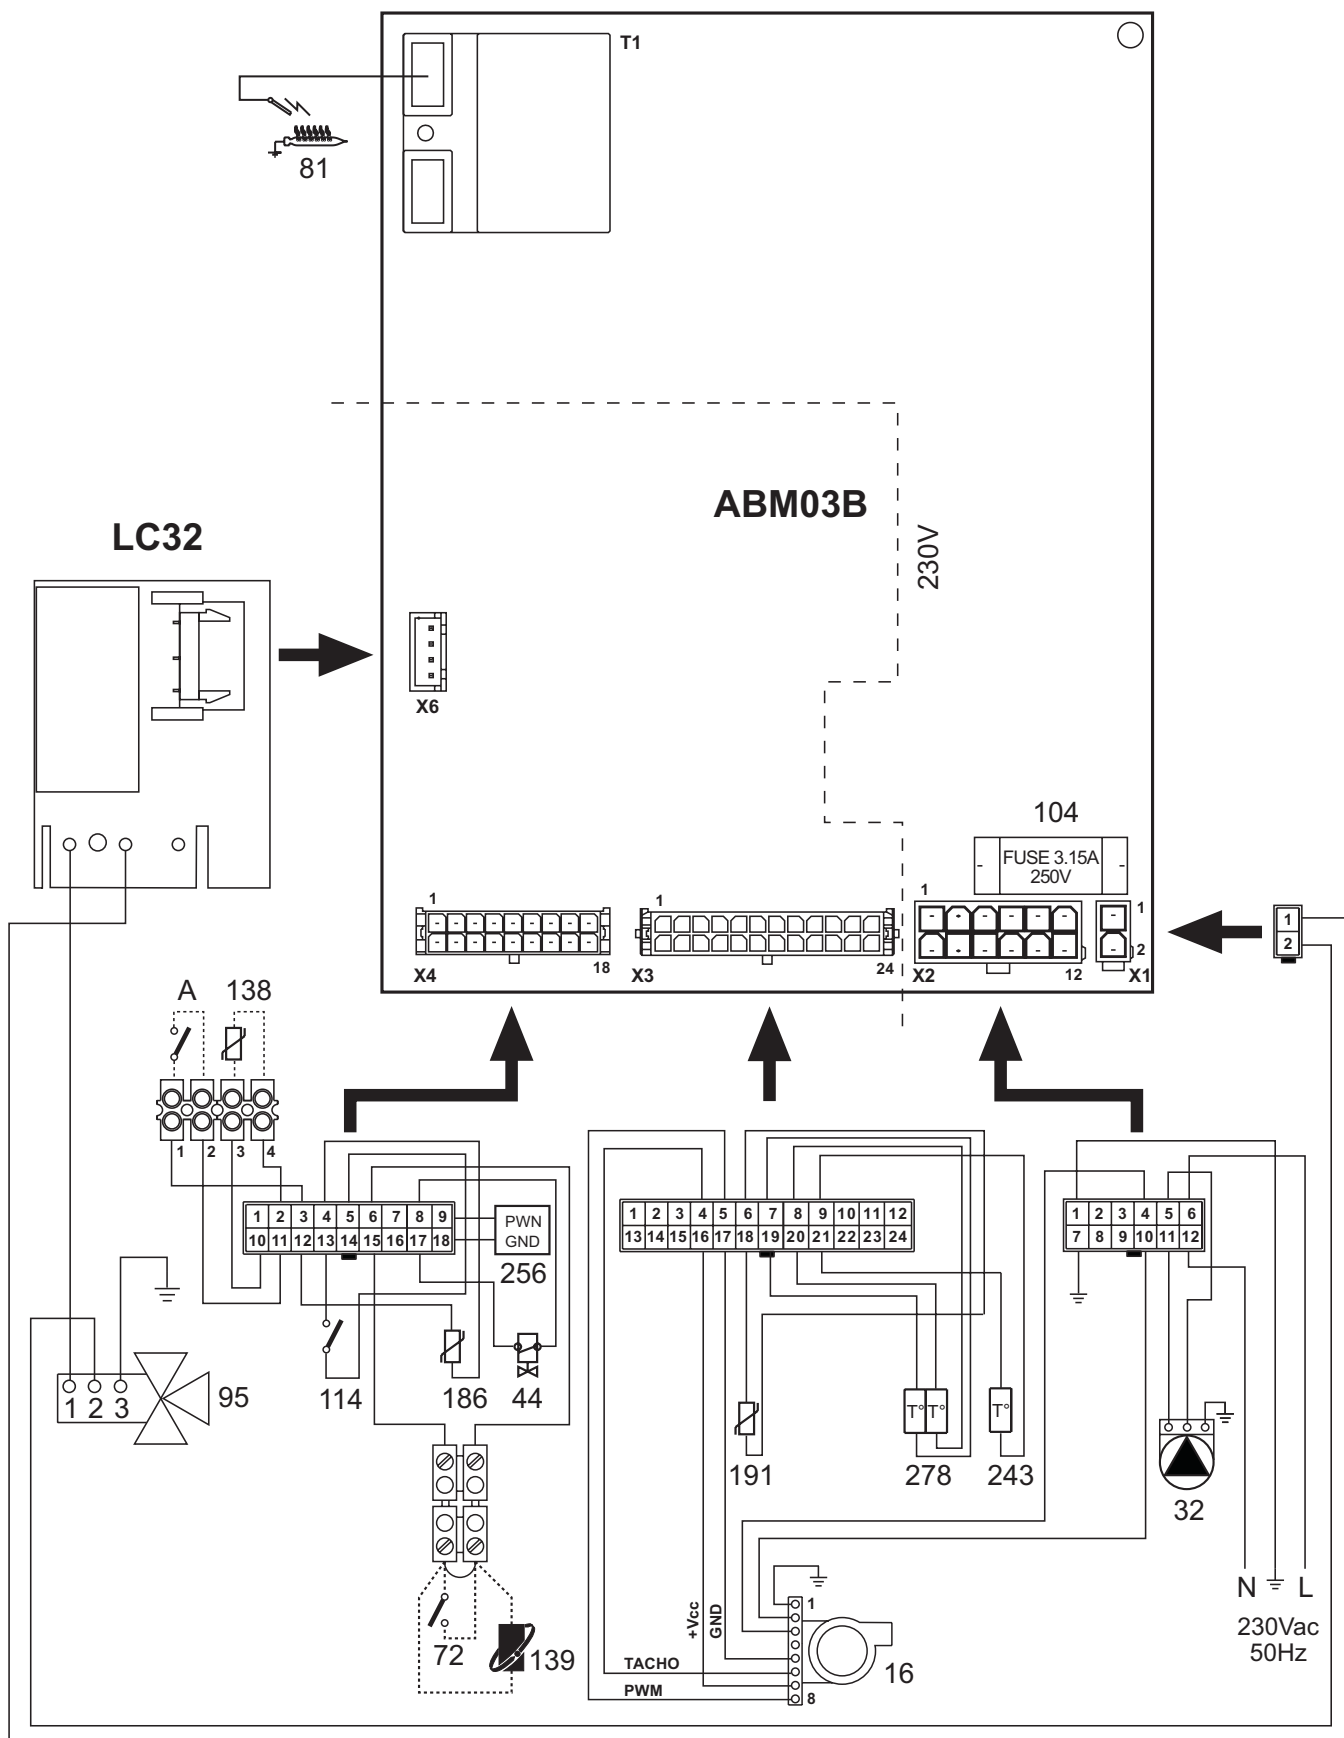 T1
81
ABM03B
LC32
230V
X6
104
FUSE 3.15A
250V
1
18
X4
1
24
X3
1
12
X2
1
2
X1
1
2
A 138
1 2 3 4
1 2 3 4 5 6 7 8 9
10 11 12 13 14 15 16 17 18
PWN
GND
256
1 2 3 4 5 6 7 8 9 10 11 12
13 14 15 16 17 18 19 20 21 22 23 24
1 2 3 4 5 6
7 8 9 10 11 12
1 2 3
95
114
186
44
T° T°
T°
191
278
243
32
72
139
+Vcc
GND
TACHO
PWM
1
8
16
N L
230Vac
50Hz